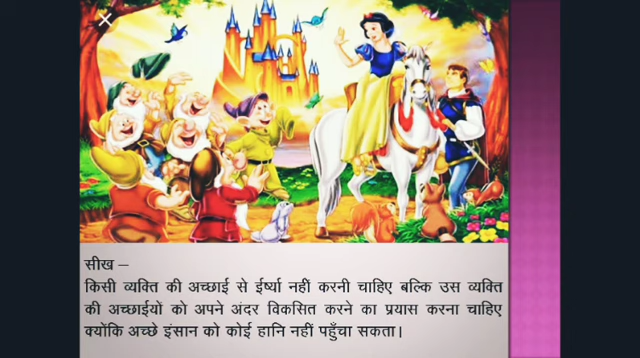 सीख –
किसी व्यक्ति की अच्छाई से ईर्ष्या नहीं करनी चाहिए बल्कि उस व्यक्ति
की अच्छाईयों को अपने अंदर विकसित करने का प्रयास करना चाहिए
क्योंकि अच्छे इंसान को कोई हानि नहीं पहुँचा सकता।